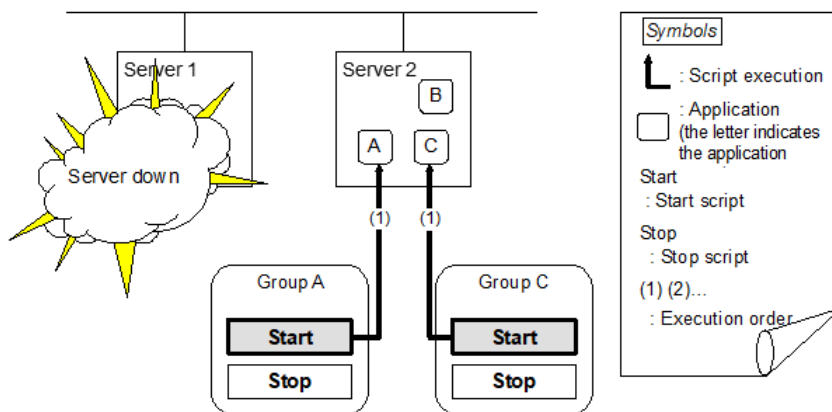 Server 1
Server down
Server 2
B
A
C
(1)
(1)
Group A
Start
Stop
Group C
Start
Stop
Symbols
: Script execution
: Application
(the letter indicates
the application
Start
: Start script
Stop
: Stop script
(1) (2)...
: Execution order